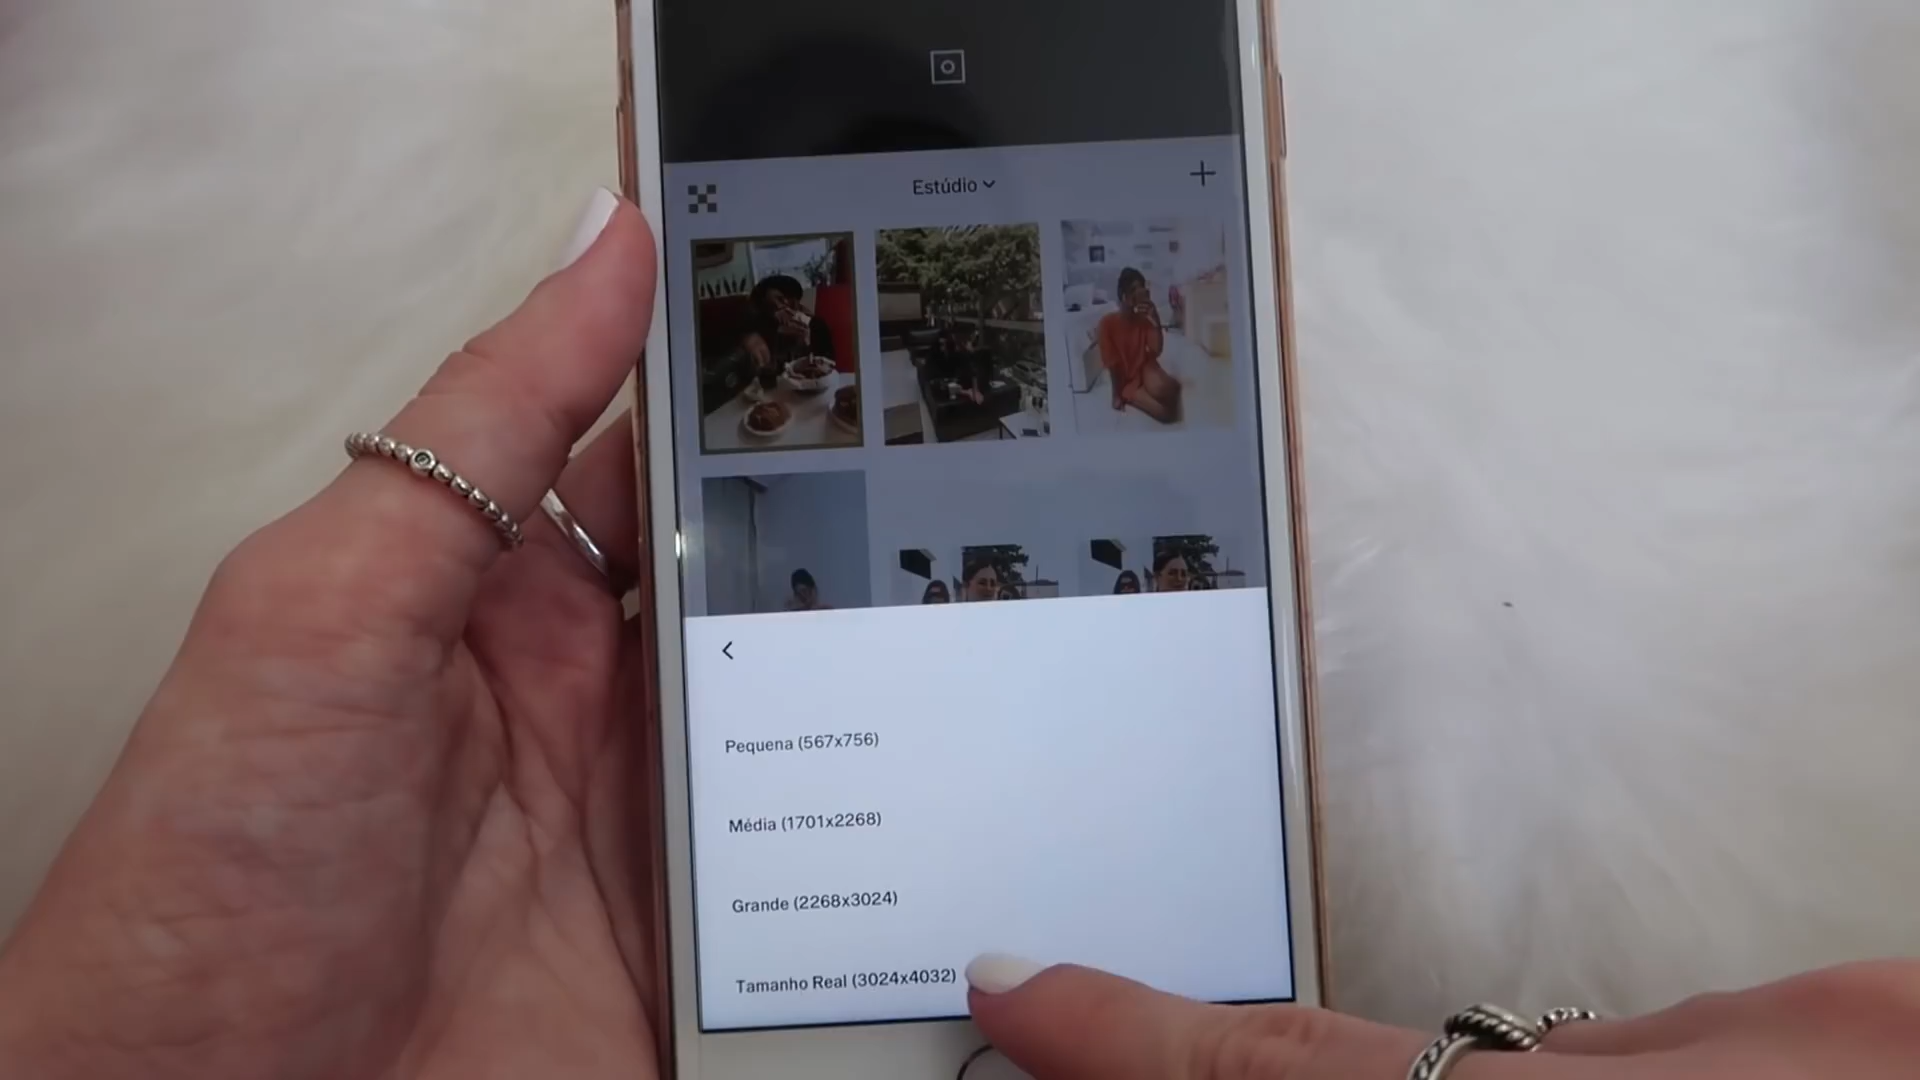 Estúdio
Pequena (567x756)
Média (1701x2268)
Grande (2268x3024)
Tamanho Real (3024x4032)